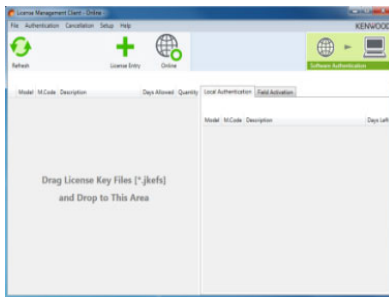 License Management Client - Online
File Authentication Cancellation Setup Help
KENWOOD
Refresh
License Entry
Online
Software Authentication
Model M.Code Description Days Allowed Quantity
Local Authentication Field Activation
Model M.Code Description Days Left
Drag License Key Files [*.jkefs]
and Drop to This Area